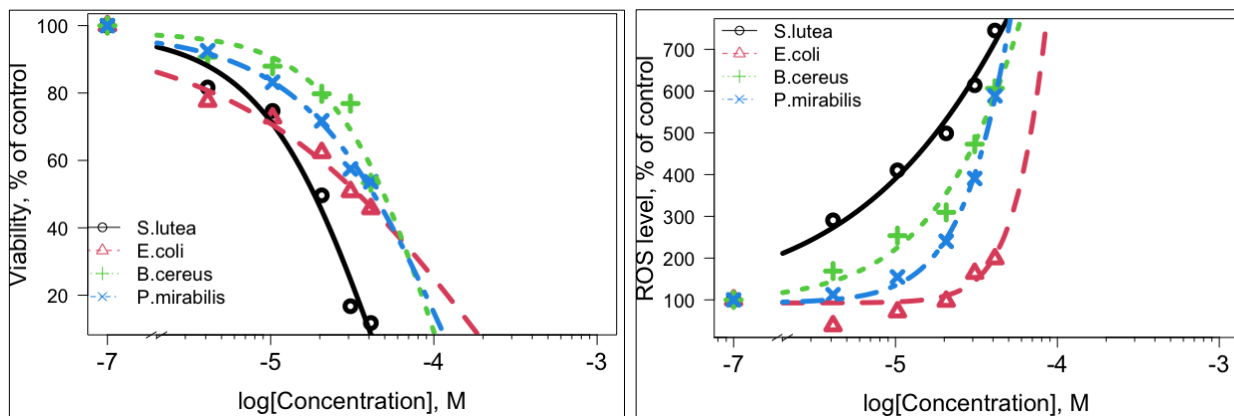 100
80
60
40
20
Viability, % of control
S.lutea
E.coli
B.cereus
P.mirabilis
-7
-5
-4
-3
log[Concentration], M
700
600
500
400
300
200
100
ROS level, % of control
S.lutea
E.coli
B.cereus
P.mirabilis
-7
-5
-4
-3
log[Concentration], M